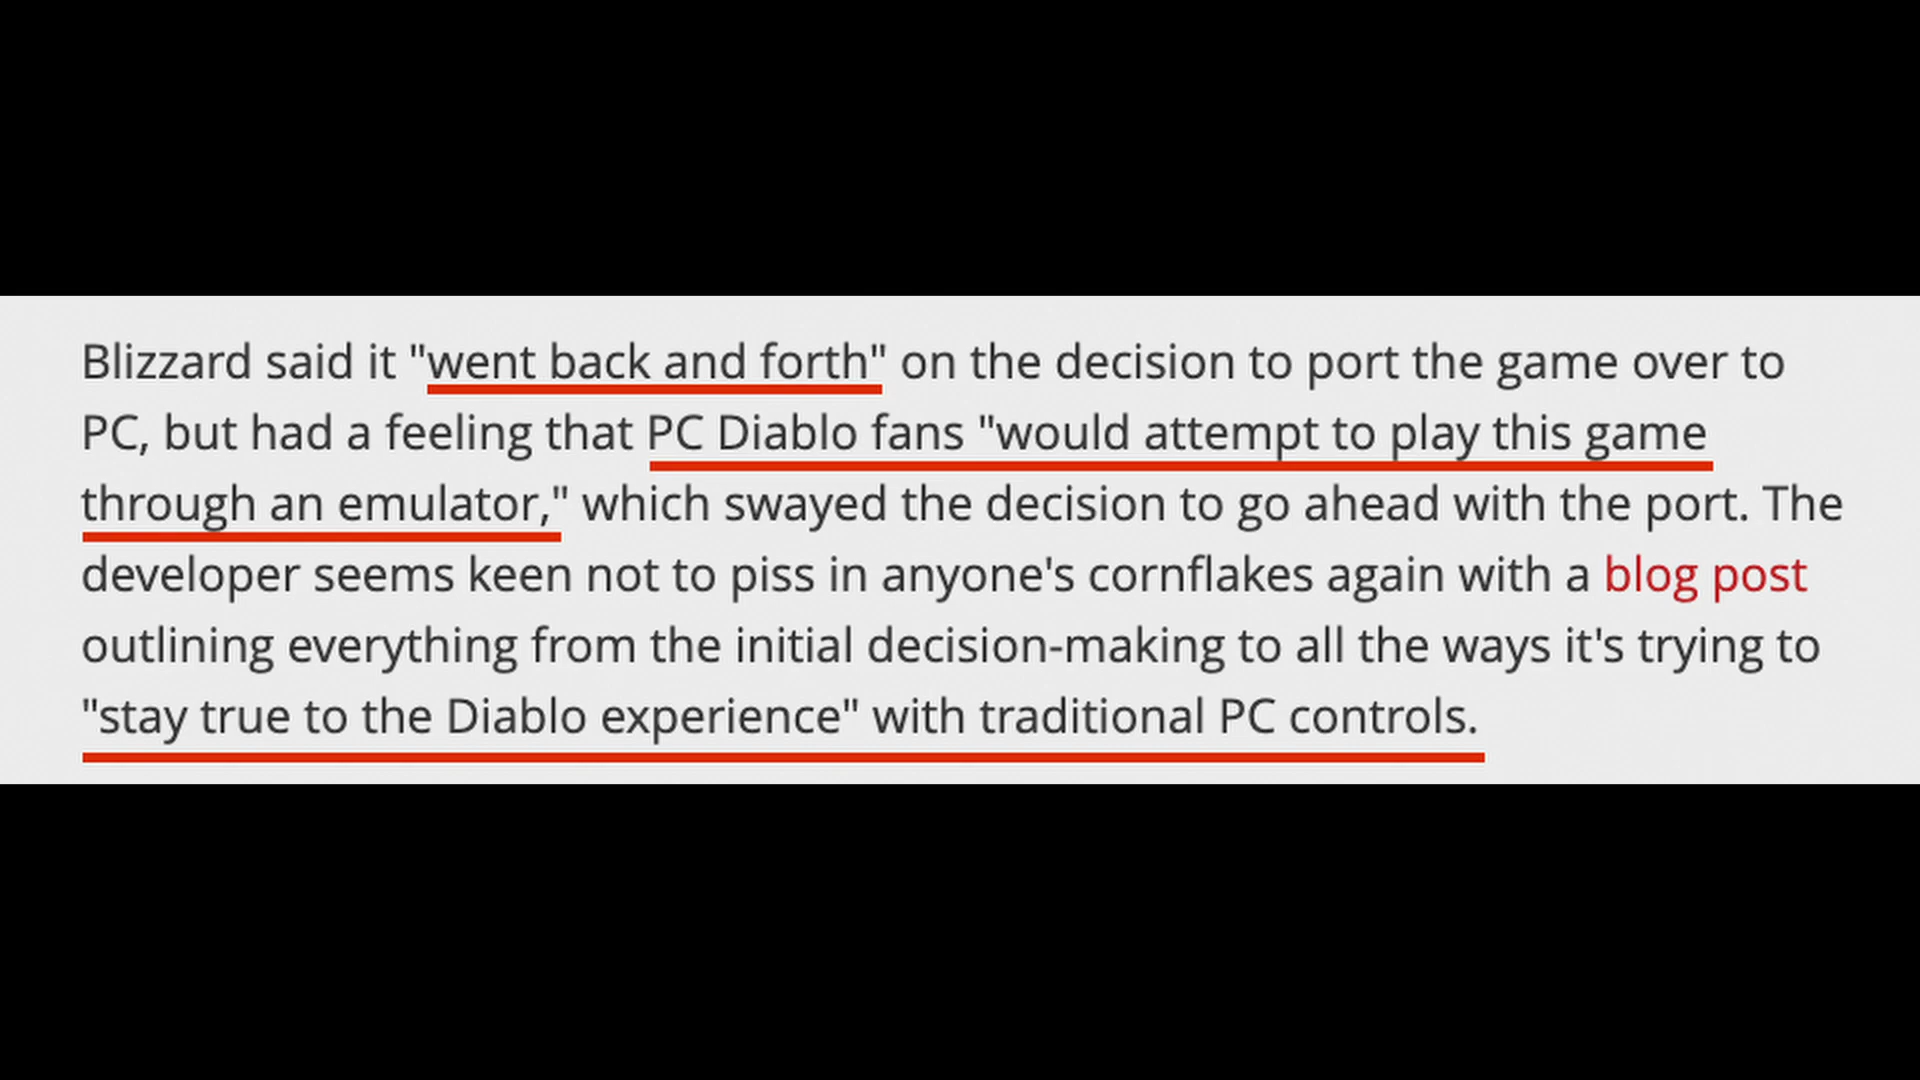 Blizzard said it "went back and forth" on the decision to port the game over to
PC, but had a feeling that PC Diablo fans "would attempt to play this game
through an emulator," which swayed the decision to go ahead with the port. The
developer seems keen not to piss in anyone's cornflakes again with a blog post
outlining everything from the initial decision-making to all the ways it's trying to
"stay true to the Diablo experience" with traditional PC controls.